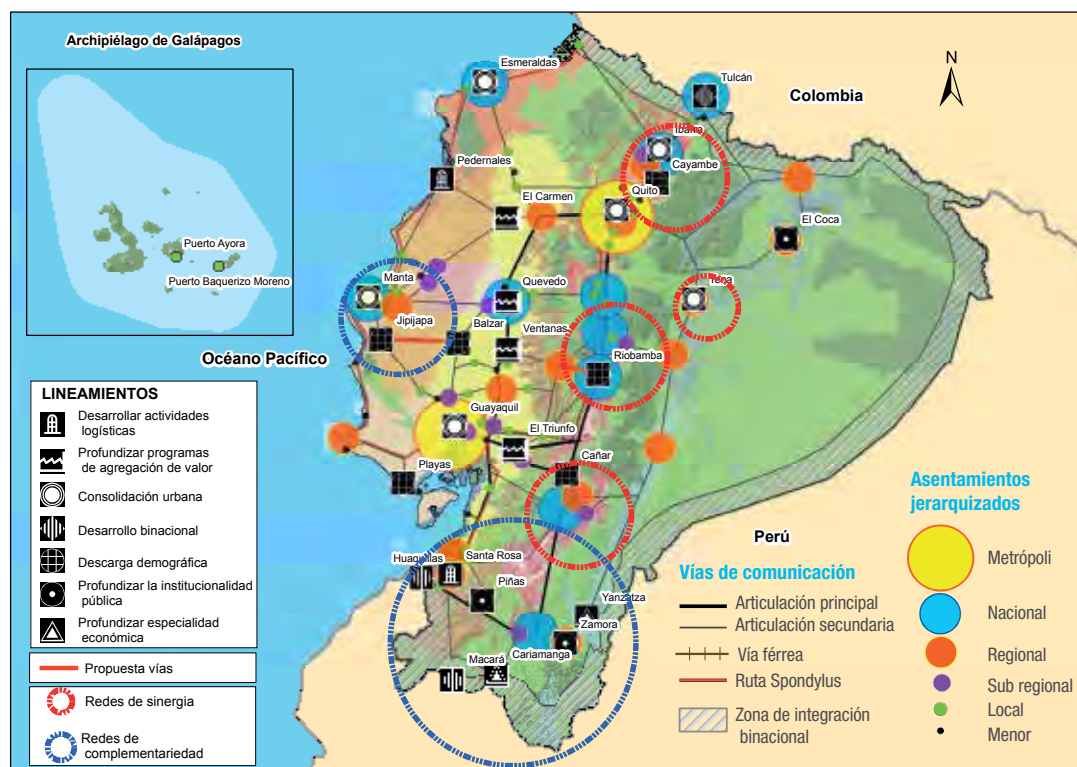 Archipiélago de Galápagos
Puerto Ayora
Puerto Baquerizo Moreno
Océano Pacífico
Colombia
Perú
N
Esmeraldas
Tulcán
Ibarra
Cayambe
Pedernales
El Carmen
Quito
El Coca
Tena
Manta
Quevedo
Jipijapa
Balzar
Ventanas
Riobamba
Guayaquil
El Triunfo
Cañar
Playas
Huaquillas
Santa Rosa
Piñas
Yanzatza
Zamora
Macará
Cariamanga
LINEAMIENTOS
Desarrollar actividades
logísticas
Profundizar programas
de agregación de valor
Consolidación urbana
Desarrollo binacional
Descarga demográfica
Profundizar la institucionalidad
pública
Profundizar especialidad
económica
Propuesta vías
Redes de sinergia
Redes de
complementariedad
Vías de comunicación
Articulación principal
Articulación secundaria
Vía férrea
Ruta Spondylus
Zona de integración
binacional
Asentamientos
jerarquizados
Metrópoli
Nacional
Regional
Sub regional
Local
Menor